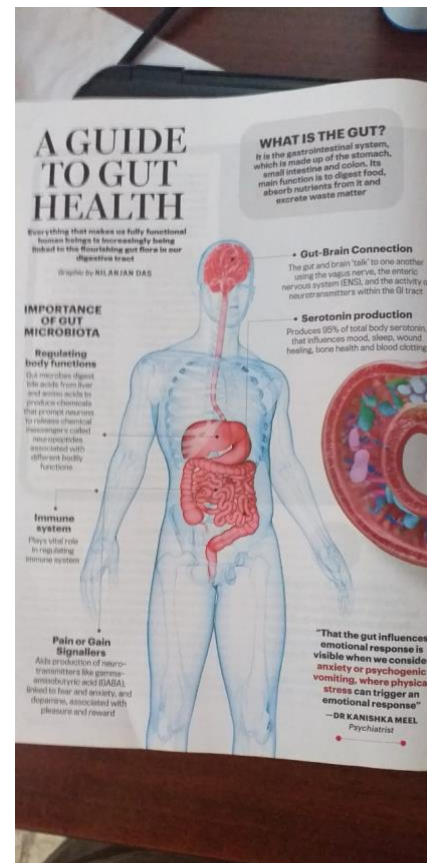 A GUIDE
TO GUT
HEALTH
Everything that makes us fully functional
human beings is increasingly being
linked to the flourishing gut flora in our
digestive tract
Graphic by NILANJAN DAS
WHAT IS THE GUT?
It is the gastrointestinal system,
which is made up of the stomach,
small intestine and colon. Its
main function is to digest food,
absorb nutrients from it and
excrete waste matter
Gut-Brain Connection
The gut and brain 'talk' to one another
using the vagus nerve, the enteric
nervous system (ENS), and the activity o
neurotransmitters within the GI tract
Serotonin production
Produces 95% of total body serotonin,
that influences mood, sleep, wound
healing, bone health and blood clotting
IMPORTANCE
OF GUT
MICROBIOTA
Regulating
body functions
Gut microbes digest
bile acids from liver
and amino acids to
produce chemicals
that prompt neurons
to release chemical
messengers called
neuropeptides
associated with
different bodily
functions
Immune
system
Plays vital role
in regulating
immune system
Pain or Gain
Signallers
Aids production of neuro-
transmitters like gamma-
aminobutyric acid (GABA),
linked to fear and anxiety, and
dopamine, associated with
pleasure and reward
"That the gut influences
emotional response is
visible when we conside
anxiety or psychogenic
vomiting, where physica
stress can trigger an
emotional response"
—DR KANISHKA MEEL
Psychiatrist